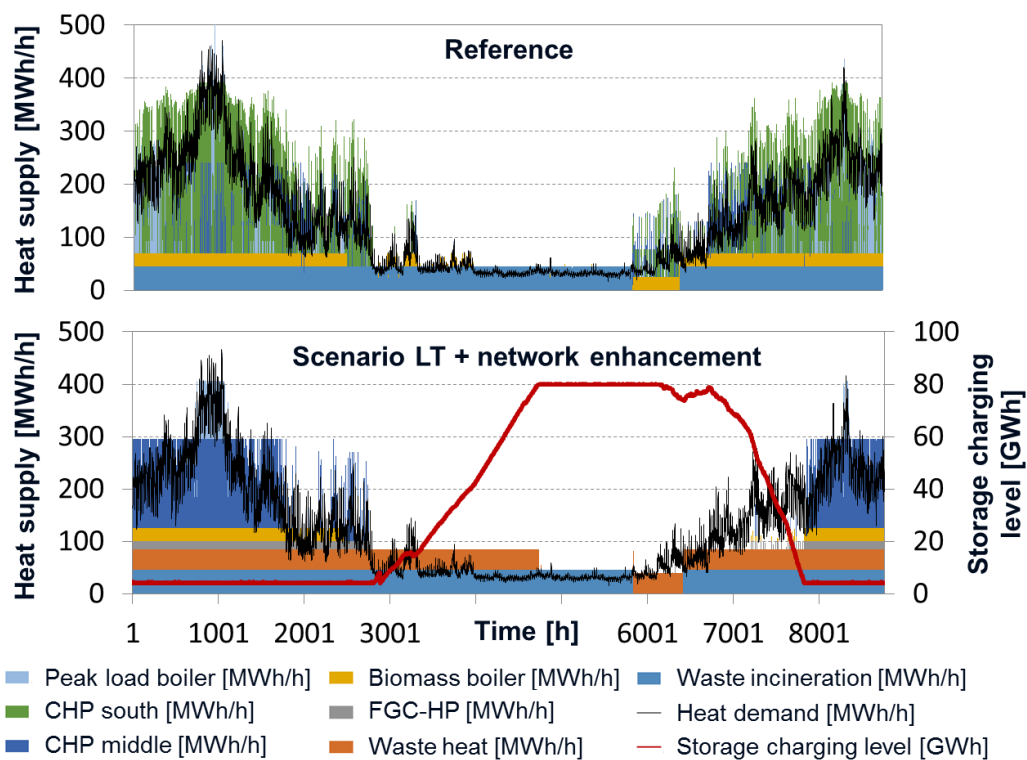 Reference
Heat supply [MWh/h]
500
400
300
200
100
0
Scenario LT + network enhancement
Heat supply [MWh/h]
500
400
300
200
100
0
100
80
60
40
20
0
Storage charging
level [GWh]
1 1001 2001 3001 Time [h] 6001 7001 8001
Peak load boiler [MWh/h] Biomass boiler [MWh/h] Waste incineration [MWh/h]
CHP south [MWh/h] FGC-HP [MWh/h] Heat demand [MWh/h]
CHP middle [MWh/h] Waste heat [MWh/h] Storage charging level [GWh]